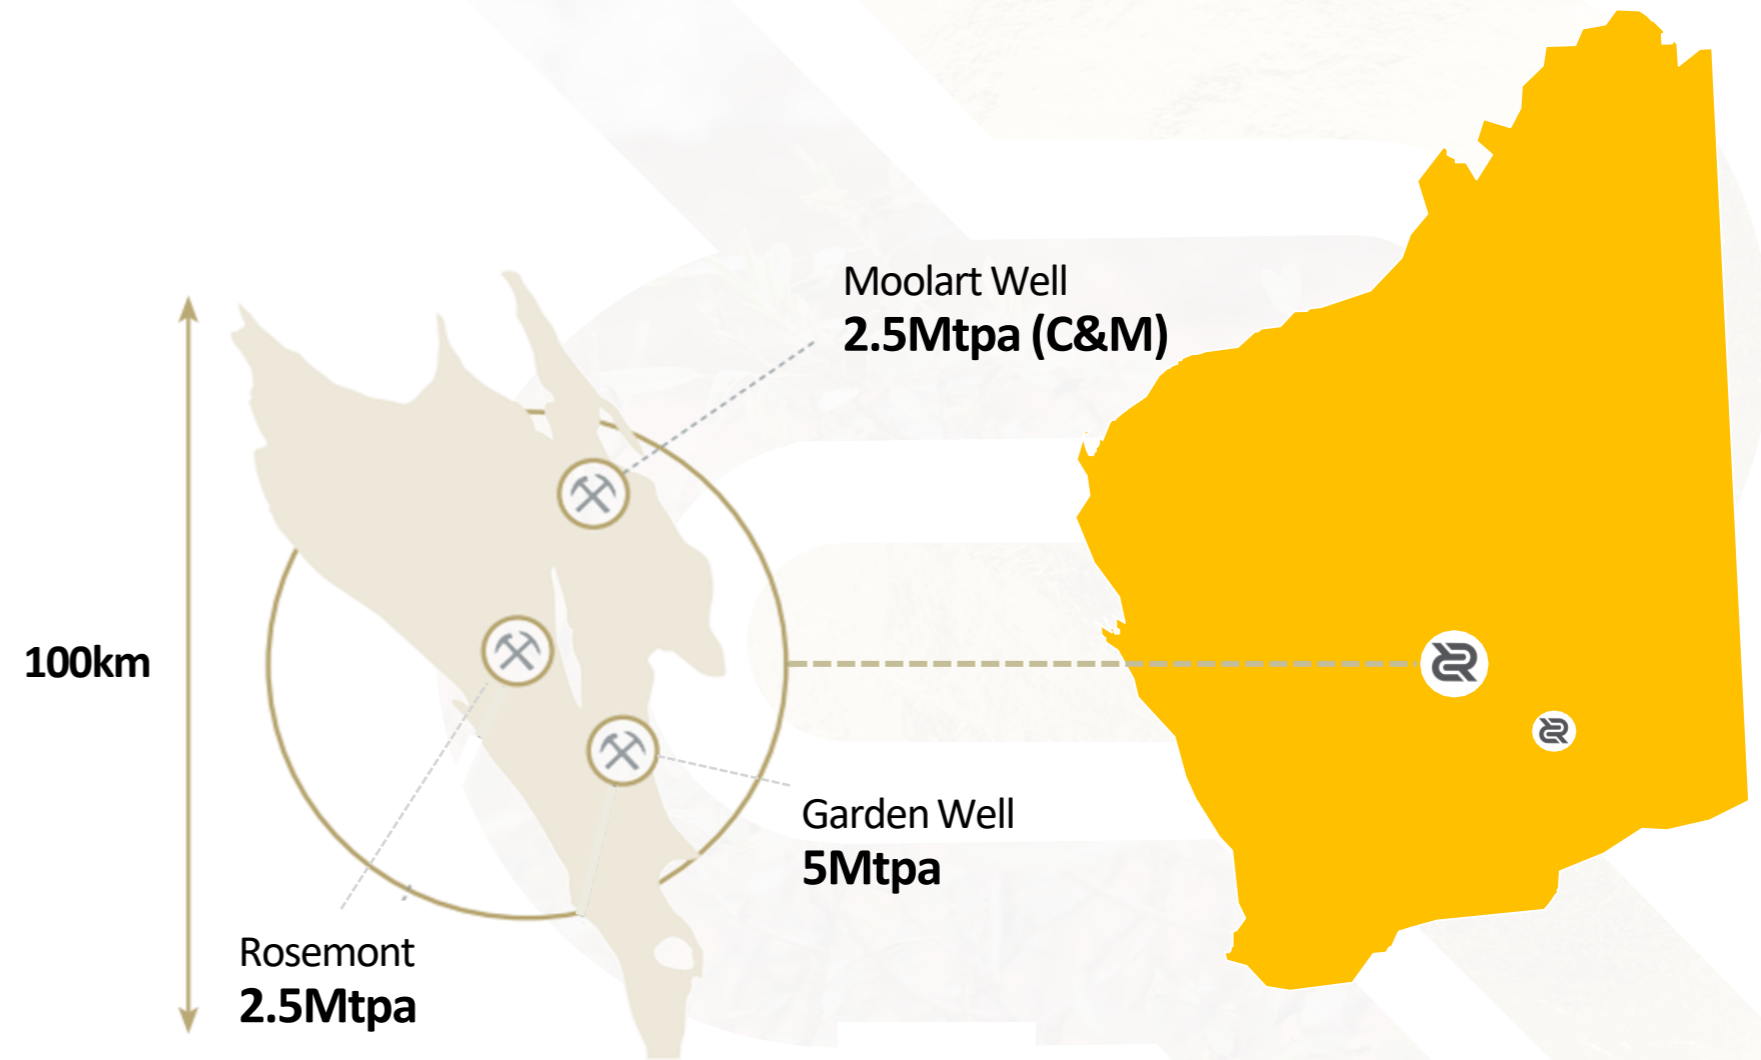 Moolart Well
2.5Mtpa (C&M)
100km
Garden Well
5Mtpa
Rosemont
2.5Mtpa